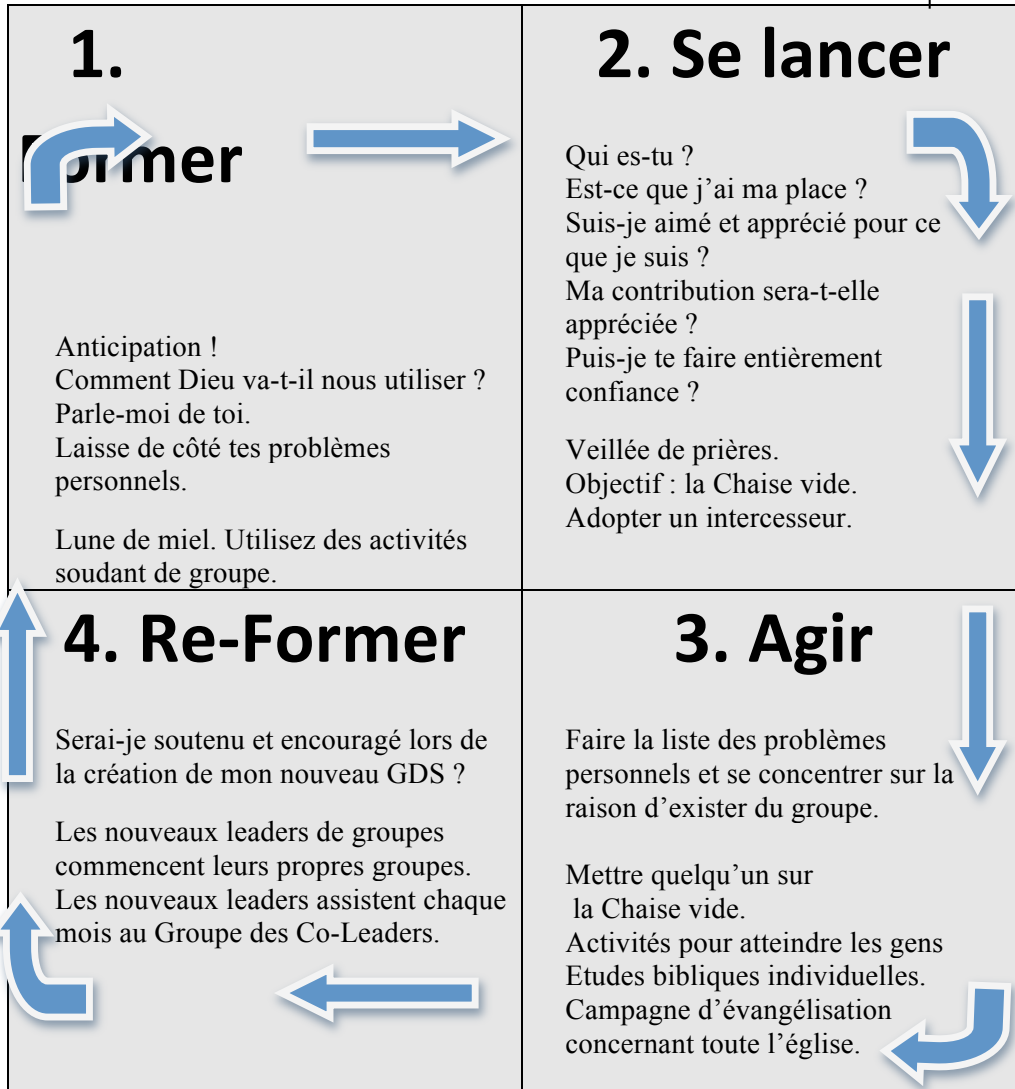 1.
Former
Anticipation !
Comment Dieu va-t-il nous utiliser ?
Parle-moi de toi.
Laisse de côté tes problèmes
personnels.
Lune de miel. Utilisez des activités
soudant de groupe.
2. Se lancer
Qui es-tu ?
Est-ce que j’ai ma place ?
Suis-je aimé et apprécié pour ce
que je suis ?
Ma contribution sera-t-elle
appréciée ?
Puis-je te faire entièrement
confiance ?
Veillée de prières.
Objectif : la Chaise vide.
Adopter un intercesseur.
4. Re-Former
Serai-je soutenu et encouragé lors de
la création de mon nouveau GDS ?
Les nouveaux leaders de groupes
commencent leurs propres groupes.
Les nouveaux leaders assistent chaque
mois au Groupe des Co-Leaders.
3. Agir
Faire la liste des problèmes
personnels et se concentrer sur la
raison d’exister du groupe.
Mettre quelqu’un sur
la Chaise vide.
Activités pour atteindre les gens
Etudes bibliques individuelles.
Campagne d’évangélisation
concernant toute l’église.